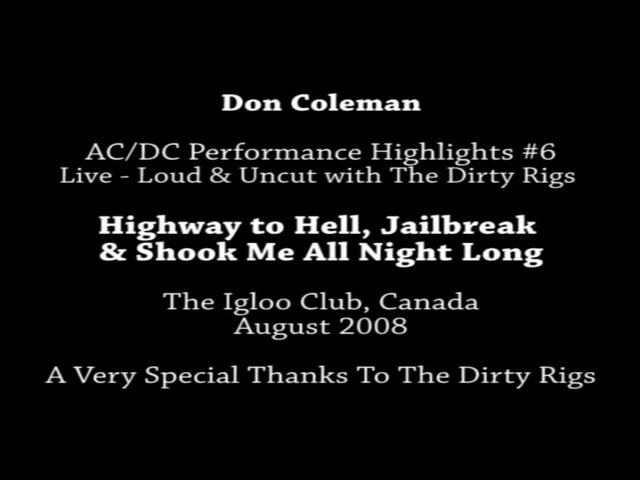 Don Coleman
AC/DC Performance Highlights #6
Live - Loud & Uncut with The Dirty Rigs
Highway to Hell, Jailbreak
& Shook Me All Night Long
The Igloo Club, Canada
August 2008
A Very Special Thanks To The Dirty Rigs